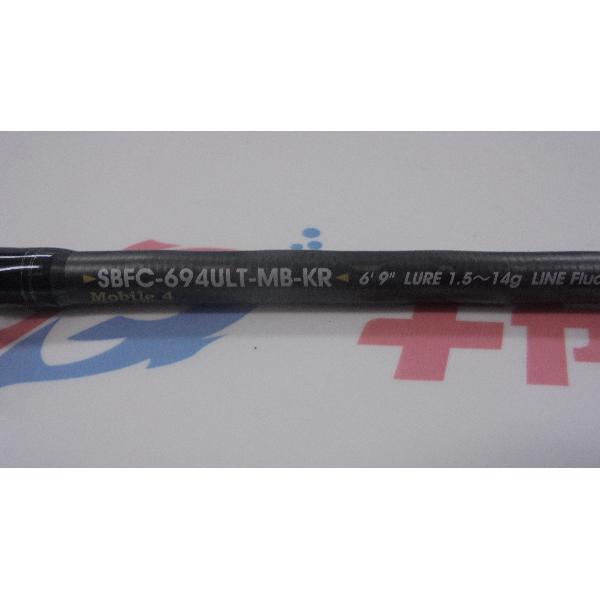 ►SBFC-694ULT-MB-KR◄ 6'9" LURE 1.5～14g LINE Fluo
Mobile 4